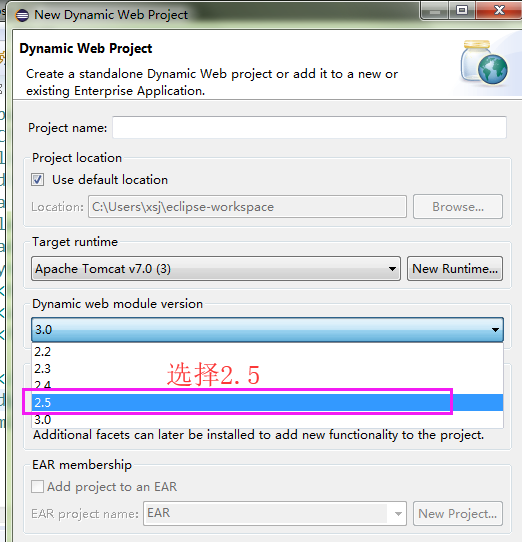 New Dynamic Web Project
Dynamic Web Project
Create a standalone Dynamic Web project or add it to a new or
existing Enterprise Application.
Project name:
Project location
Use default location
Location: C:\Users\xsj\eclipse-workspace Browse...
Target runtime
Apache Tomcat v7.0 (3) New Runtime...
Dynamic web module version
3.0
2.2
2.3
选择2.5
2.4
2.5
3.0
Additional facets can later be installed to add new functionality to the project.
EAR membership
Add project to an EAR
EAR project name: EAR New Project...